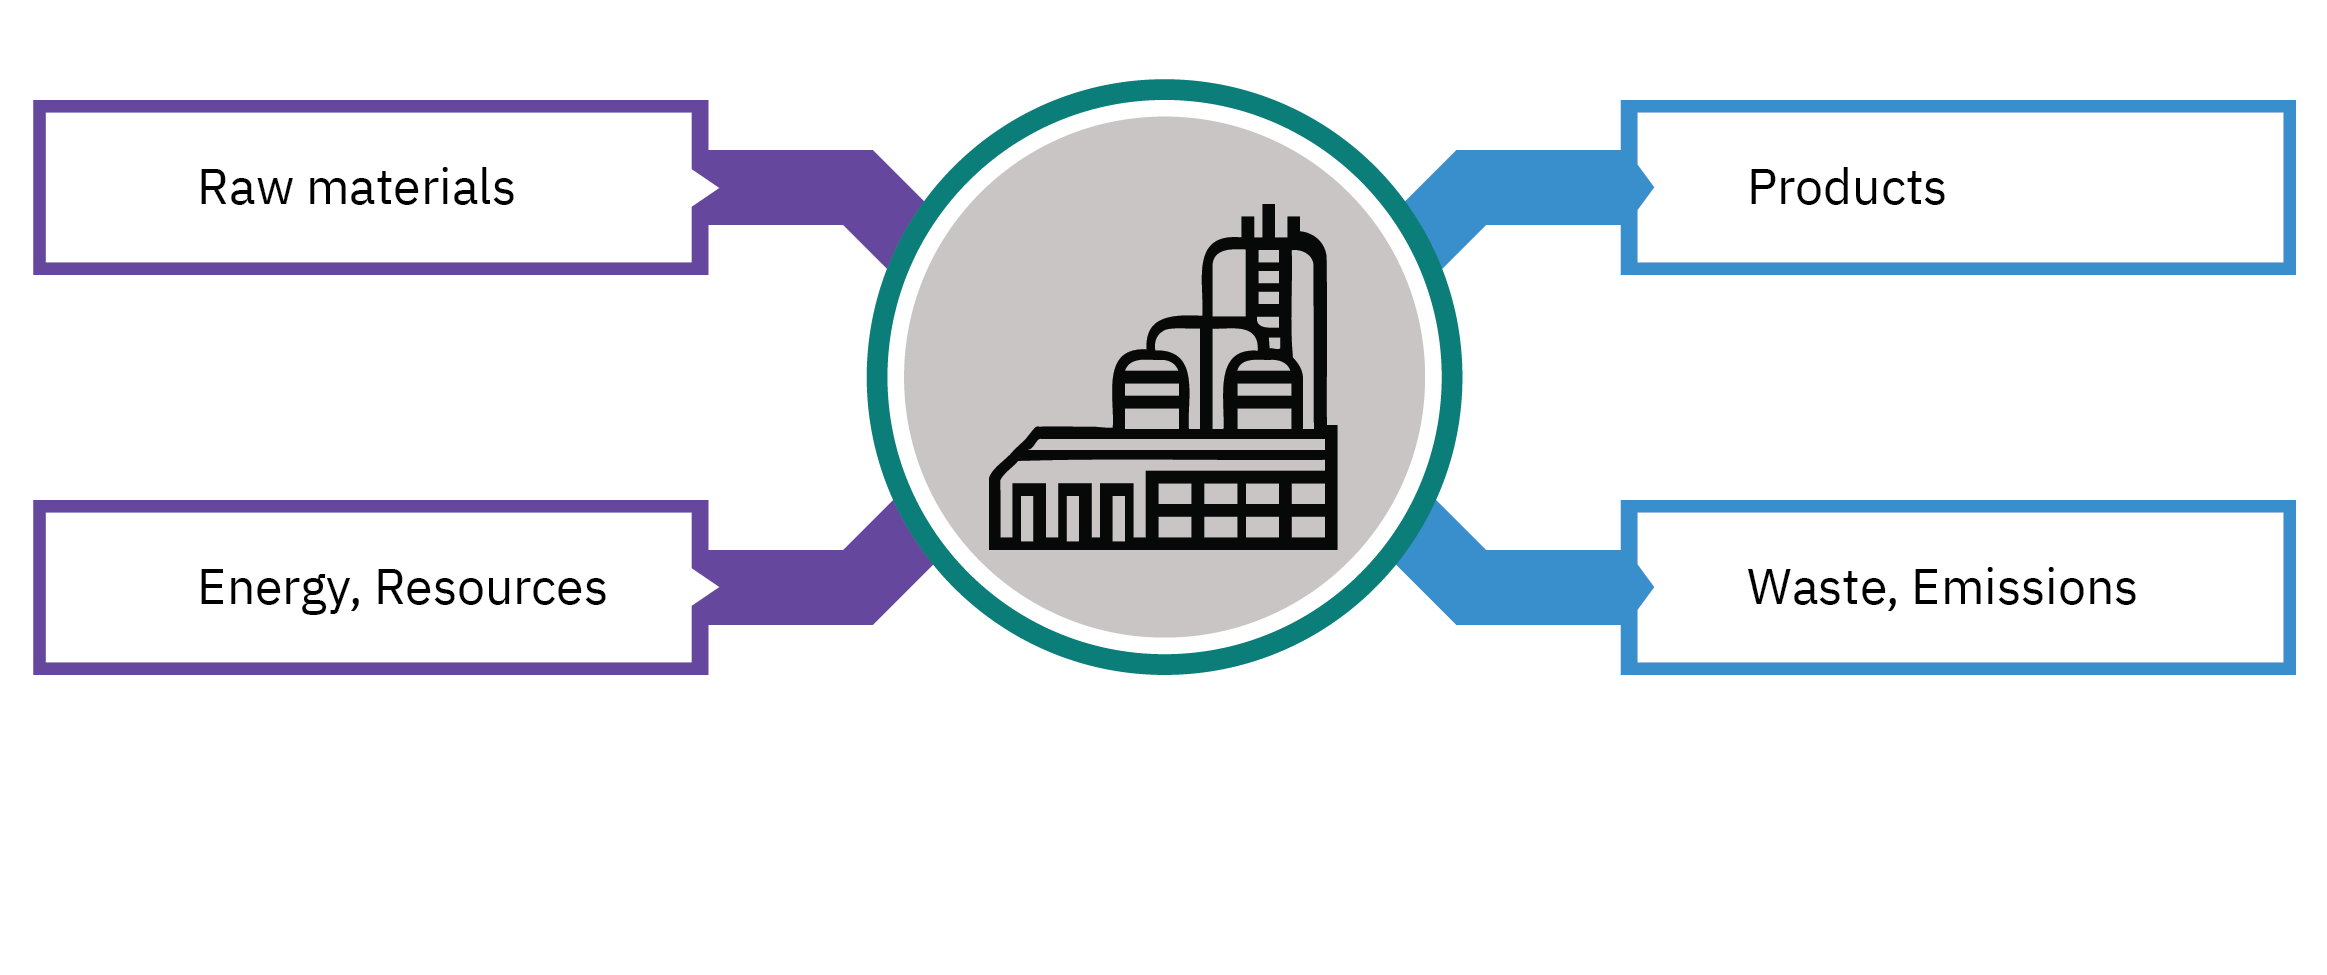 Raw materials
Products
Energy, Resources
Waste, Emissions